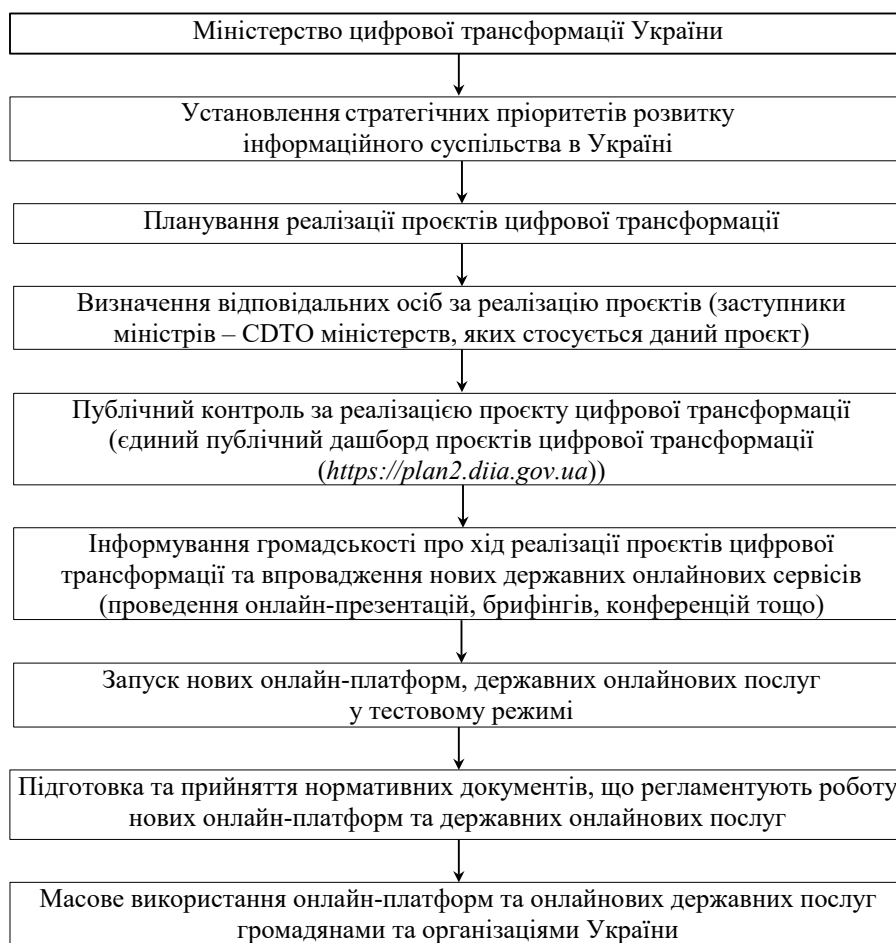 Міністерство цифрової трансформації України
Установлення стратегічних пріоритетів розвитку
інформаційного суспільства в Україні
Планування реалізації проєктів цифрової трансформації
Визначення відповідальних осіб за реалізацію проєктів (заступники
міністрів – CDTO міністерств, яких стосується даний проєкт)
Публічний контроль за реалізацією проєкту цифрової трансформації
(єдиний публічний дашборд проєктів цифрової трансформації
(https://plan2.diia.gov.ua))
Інформування громадськості про хід реалізації проєктів цифрової
трансформації та впровадження нових державних онлайнових сервісів
(проведення онлайн-презентацій, брифінгів, конференцій тощо)
Запуск нових онлайн-платформ, державних онлайнових послуг
у тестовому режимі
Підготовка та прийняття нормативних документів, що регламентують роботу
нових онлайн-платформ та державних онлайнових послуг
Масове використання онлайн-платформ та онлайнових державних послуг
громадянами та організаціями України